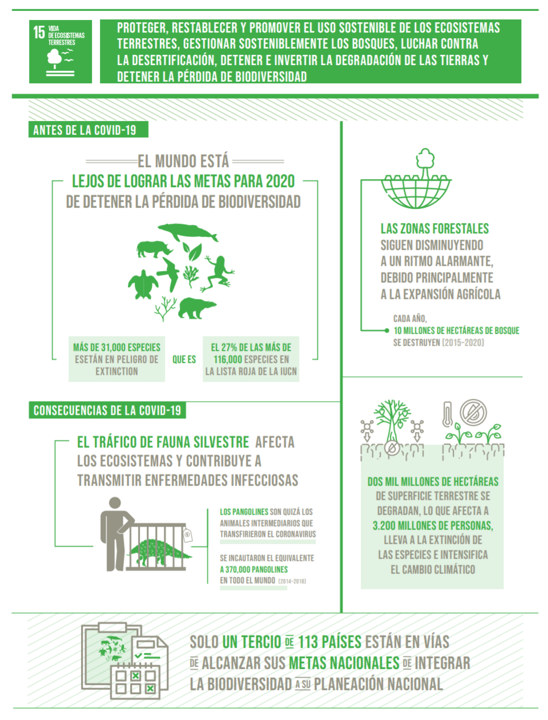 15 VIDA
DE ECOSISTEMAS
TERRESTRES
PROTEGER, RESTABLECER Y PROMOVER EL USO SOSTENIBLE DE LOS ECOSISTEMAS
TERRESTRES, GESTIONAR SOSTENIBLEMENTE LOS BOSQUES, LUCHAR CONTRA
LA DESERTIFICACIÓN, DETENER E INVERTIR LA DEGRADACIÓN DE LAS TIERRAS Y
DETENER LA PÉRDIDA DE BIODIVERSIDAD
ANTES DE LA COVID-19
EL MUNDO ESTÁ
LEJOS DE LOGRAR LAS METAS PARA 2020
DE DETENER LA PÉRDIDA DE BIODIVERSIDAD
MÁS DE 31,000 ESPECIES
ESETÁN EN PELIGRO DE
EXTINCTION
QUE ES
EL 27% DE LAS MÁS DE
116,000 ESPECIES EN
LA LISTA ROJA DE LA IUCN
LAS ZONAS FORESTALES
SIGUEN DISMINUYENDO
A UN RITMO ALARMANTE,
DEBIDO PRINCIPALMENTE
A LA EXPANSIÓN AGRÍCOLA
CADA AÑO,
10 MILLONES DE HECTÁREAS DE BOSQUE
SE DESTRUYEN (2015-2020)
CONSECUENCIAS DE LA COVID-19
EL TRÁFICO DE FAUNA SILVESTRE AFECTA
LOS ECOSISTEMAS Y CONTRIBUYE A
TRANSMITIR ENFERMEDADES INFECCIOSAS
LOS PANGOLINES SON QUIZÁ LOS
ANIMALES INTERMEDIARIOS QUE
TRANSFIRIERON EL CORONAVIRUS
SE INCAUTARON EL EQUIVALENTE
A 370,000 PANGOLINES
EN TODO EL MUNDO (2014-2018)
DOS MIL MILLONES DE HECTÁREAS
DE SUPERFICIE TERRESTRE SE
DEGRADAN, LO QUE AFECTA A
3.200 MILLONES DE PERSONAS,
LLEVA A LA EXTINCIÓN DE
LAS ESPECIES E INTENSIFICA
EL CAMBIO CLIMÁTICO
SOLO UN TERCIO DE 113 PAÍSES ESTÁN EN VÍAS
DE ALCANZAR SUS METAS NACIONALES DE INTEGRAR
LA BIODIVERSIDAD A SU PLANEACIÓN NACIONAL